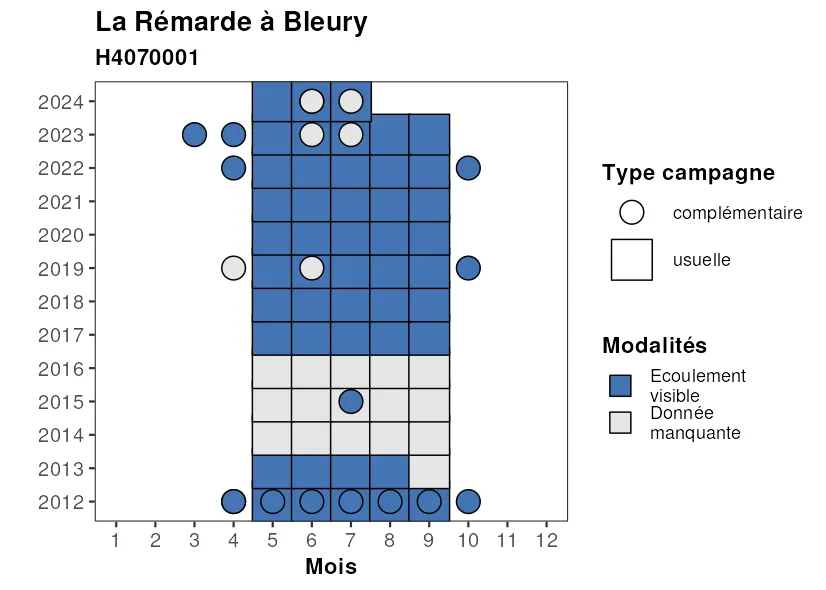 La Rémarde à Bleury
H4070001
2024
2023
2022
2021
2020
2019
2018
2017
2016
2015
2014
2013
2012
1 2 3 4 5 6 7 8 9 10 11 12
Mois
Type campagne
complémentaire
usuelle
Modalités
Ecoulement
visible
Donnée
manquante